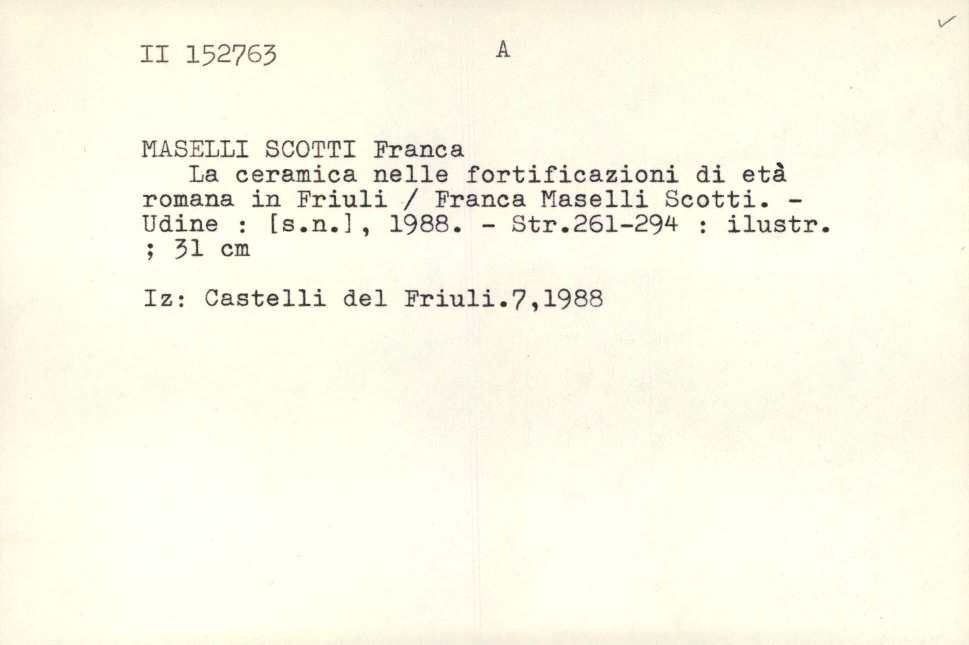 II 152763 A
MASELLI SCOTTI Franca
La ceramica nelle fortificazioni di età
romana in Friuli / Franca Maselli Scotti. -
Udine : [s.n.], 1988. - Str.261-294 : ilustr.
; 31 cm
Iz: Castelli del Friuli.7,1988